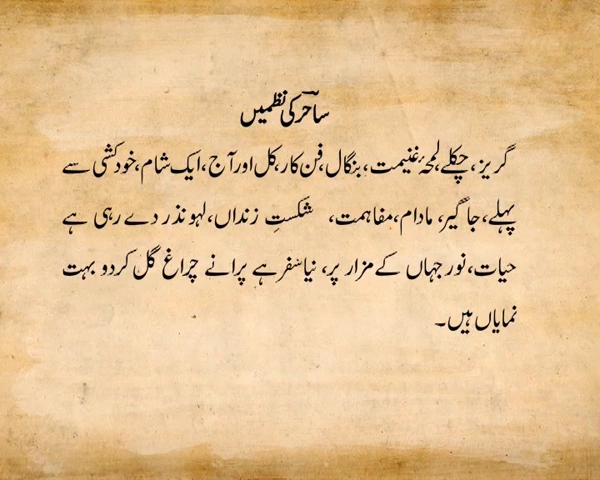 ساحرؔ کی نظمیں
گریز، چکلے، لمحۂ غنیمت، بنگال، فن کار، کل اور آج، ایک شام، خودکشی سے
پہلے، جاگیر، مادام، مفاہمت، شکستِ زنداں، لہو نذر دے رہی ہے
حیات، نور جہاں کے مزار پر، نیا سفر ہے پرانے چراغ گل کردو بہت
نمایاں ہیں۔